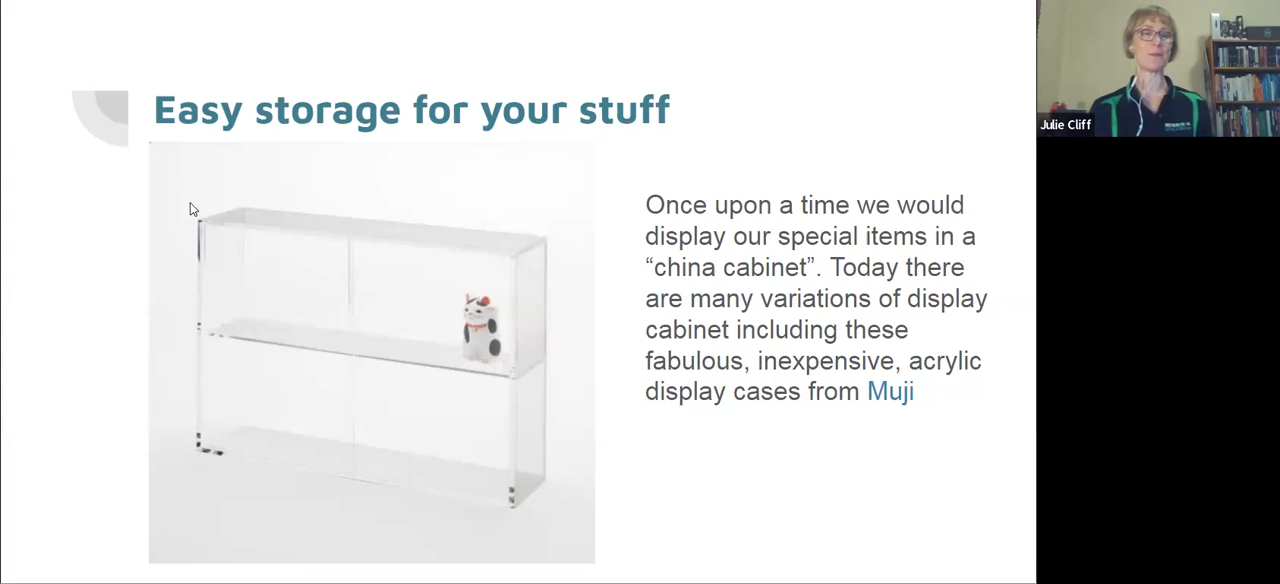 Easy storage for your stuff
Once upon a time we would
display our special items in a
“china cabinet”. Today there
are many variations of display
cabinet including these
fabulous, inexpensive, acrylic
display cases from Muji
Julie Cliff